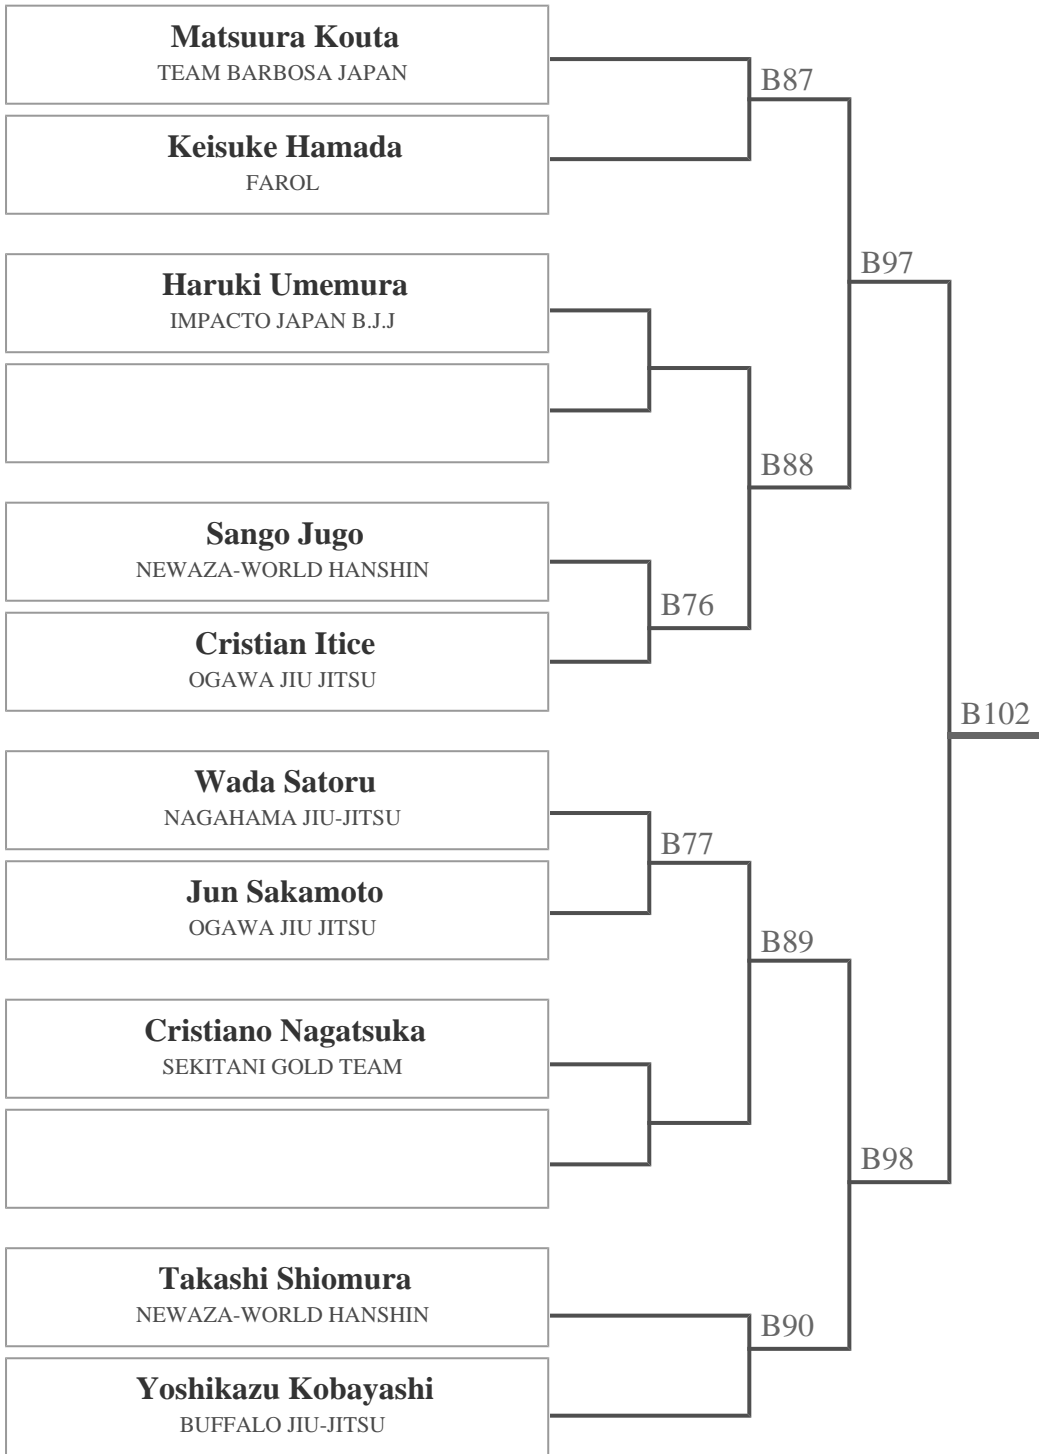 Matsuura Kouta
TEAM BARBOSA JAPAN
B87
Keisuke Hamada
FAROL
B97
Haruki Umemura
IMPACTO JAPAN B.J.J
B88
Sango Jugo
NEWAZA-WORLD HANSHIN
B76
Cristian Itice
OGAWA JIU JITSU
B102
Wada Satoru
NAGAHAMA JIU-JITSU
B77
Jun Sakamoto
OGAWA JIU JITSU
B89
Cristiano Nagatsuka
SEKITANI GOLD TEAM
B98
Takashi Shiomura
NEWAZA-WORLD HANSHIN
B90
Yoshikazu Kobayashi
BUFFALO JIU-JITSU